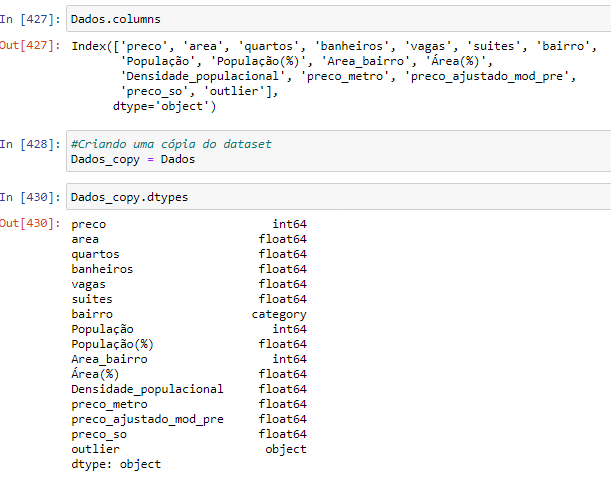 In [427]: Dados.columns
Out[427]: Index(['preco', 'area', 'quartos', 'banheiros', 'vagas', 'suites', 'bairro',
'População', 'População(%)', 'Area_bairro', 'Área(%)',
'Densidade_populacional', 'preco_metro', 'preco_ajustado_mod_pre',
'preco_so', 'outlier'],
dtype='object')
In [428]: #Criando uma cópia do dataset
Dados_copy = Dados
In [430]: Dados_copy.dtypes
Out[430]: preco int64
area float64
quartos float64
banheiros float64
vagas float64
suites float64
bairro category
População int64
População(%) float64
Area_bairro int64
Área(%) float64
Densidade_populacional float64
preco_metro float64
preco_ajustado_mod_pre float64
preco_so float64
outlier object
dtype: object